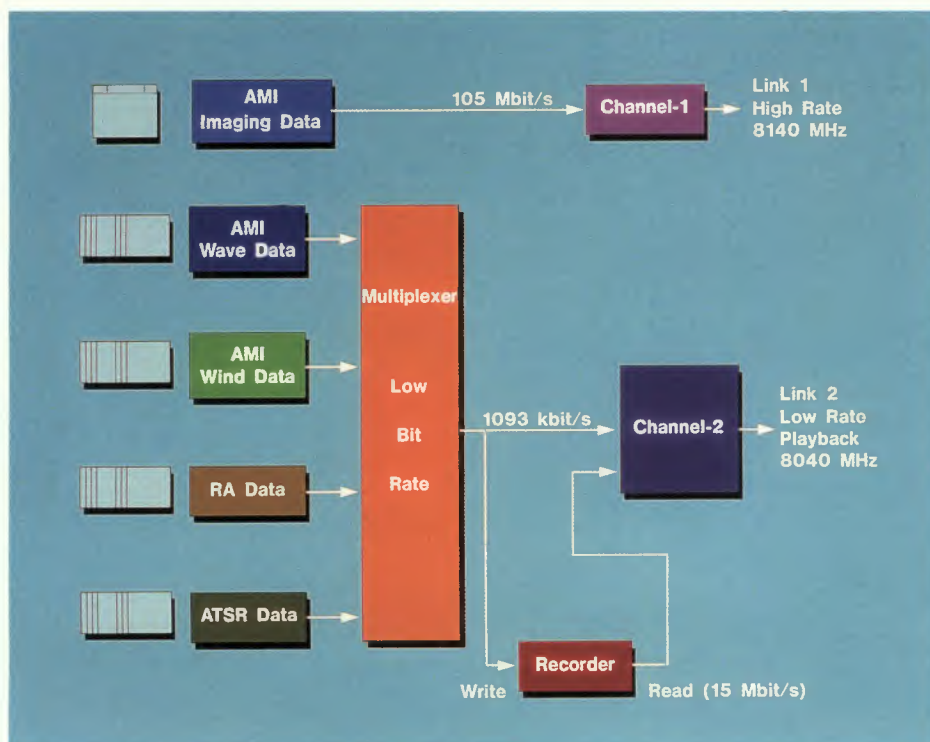 AMI
Imaging Data
105 Mbit/s
Channel-1
Link 1
High Rate
8140 MHz
AMI
Wave Data
AMI
Wind Data
RA Data
ATSR Data
Multiplexer
Low
Bit
Rate
1093 kbit/s
Channel-2
Link 2
Low Rate
Playback
8040 MHz
Write
Recorder
Read (15 Mbit/s)